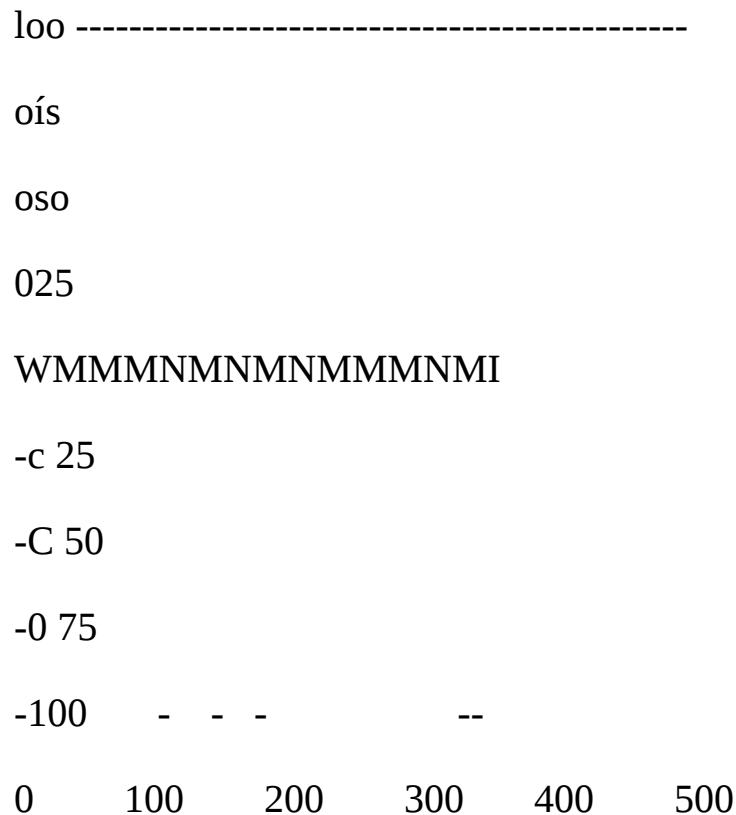 loo ----------------------------------------------
oís
oso
025
WMMMNMNMNMMMNMI
-c 25
-C 50
-0 75
-100 - - - --
0 100 200 300 400 500